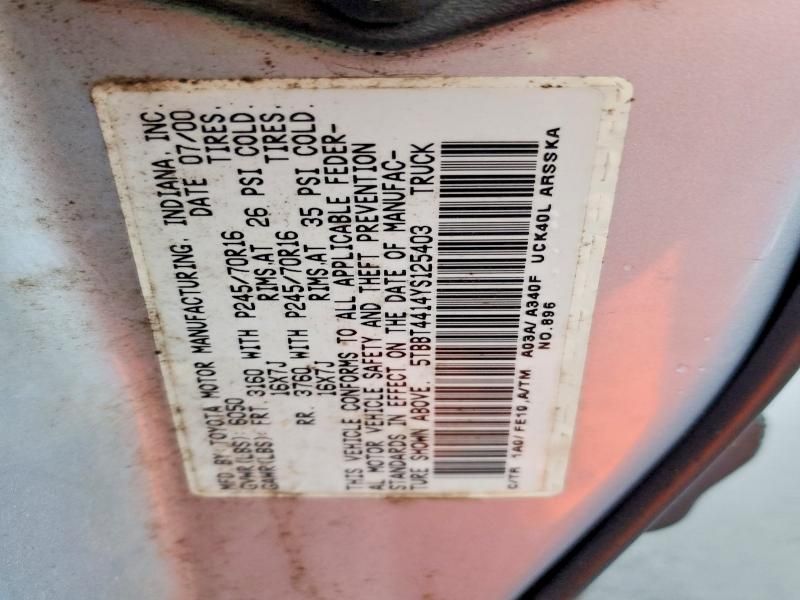 MFD BY: TOYOTA MOTOR MANUFACTURING, INDIANA, INC.
GVWR(LBS): 6050 DATE 07/00
GAWR(LBS): FRT 3160 WITH P245/70R16 TIRES,
16X7J RIMS,AT 26 PSI COLD.
RR. 3760 WITH P245/70R16 TIRES,
16X7J RIMS,AT 35 PSI COLD.
THIS VEHICLE CONFORMS TO ALL APPLICABLE FEDER-
AL MOTOR VEHICLE SAFETY AND THEFT PREVENTION
STANDARDS IN EFFECT ON THE DATE OF MANUFAC-
TURE SHOWN ABOVE. 5TBBT4414YS125403 TRUCK
C/TR 1A0/FE19,A/TM A03A/A340F UCK40L ARSSKA
NO.896